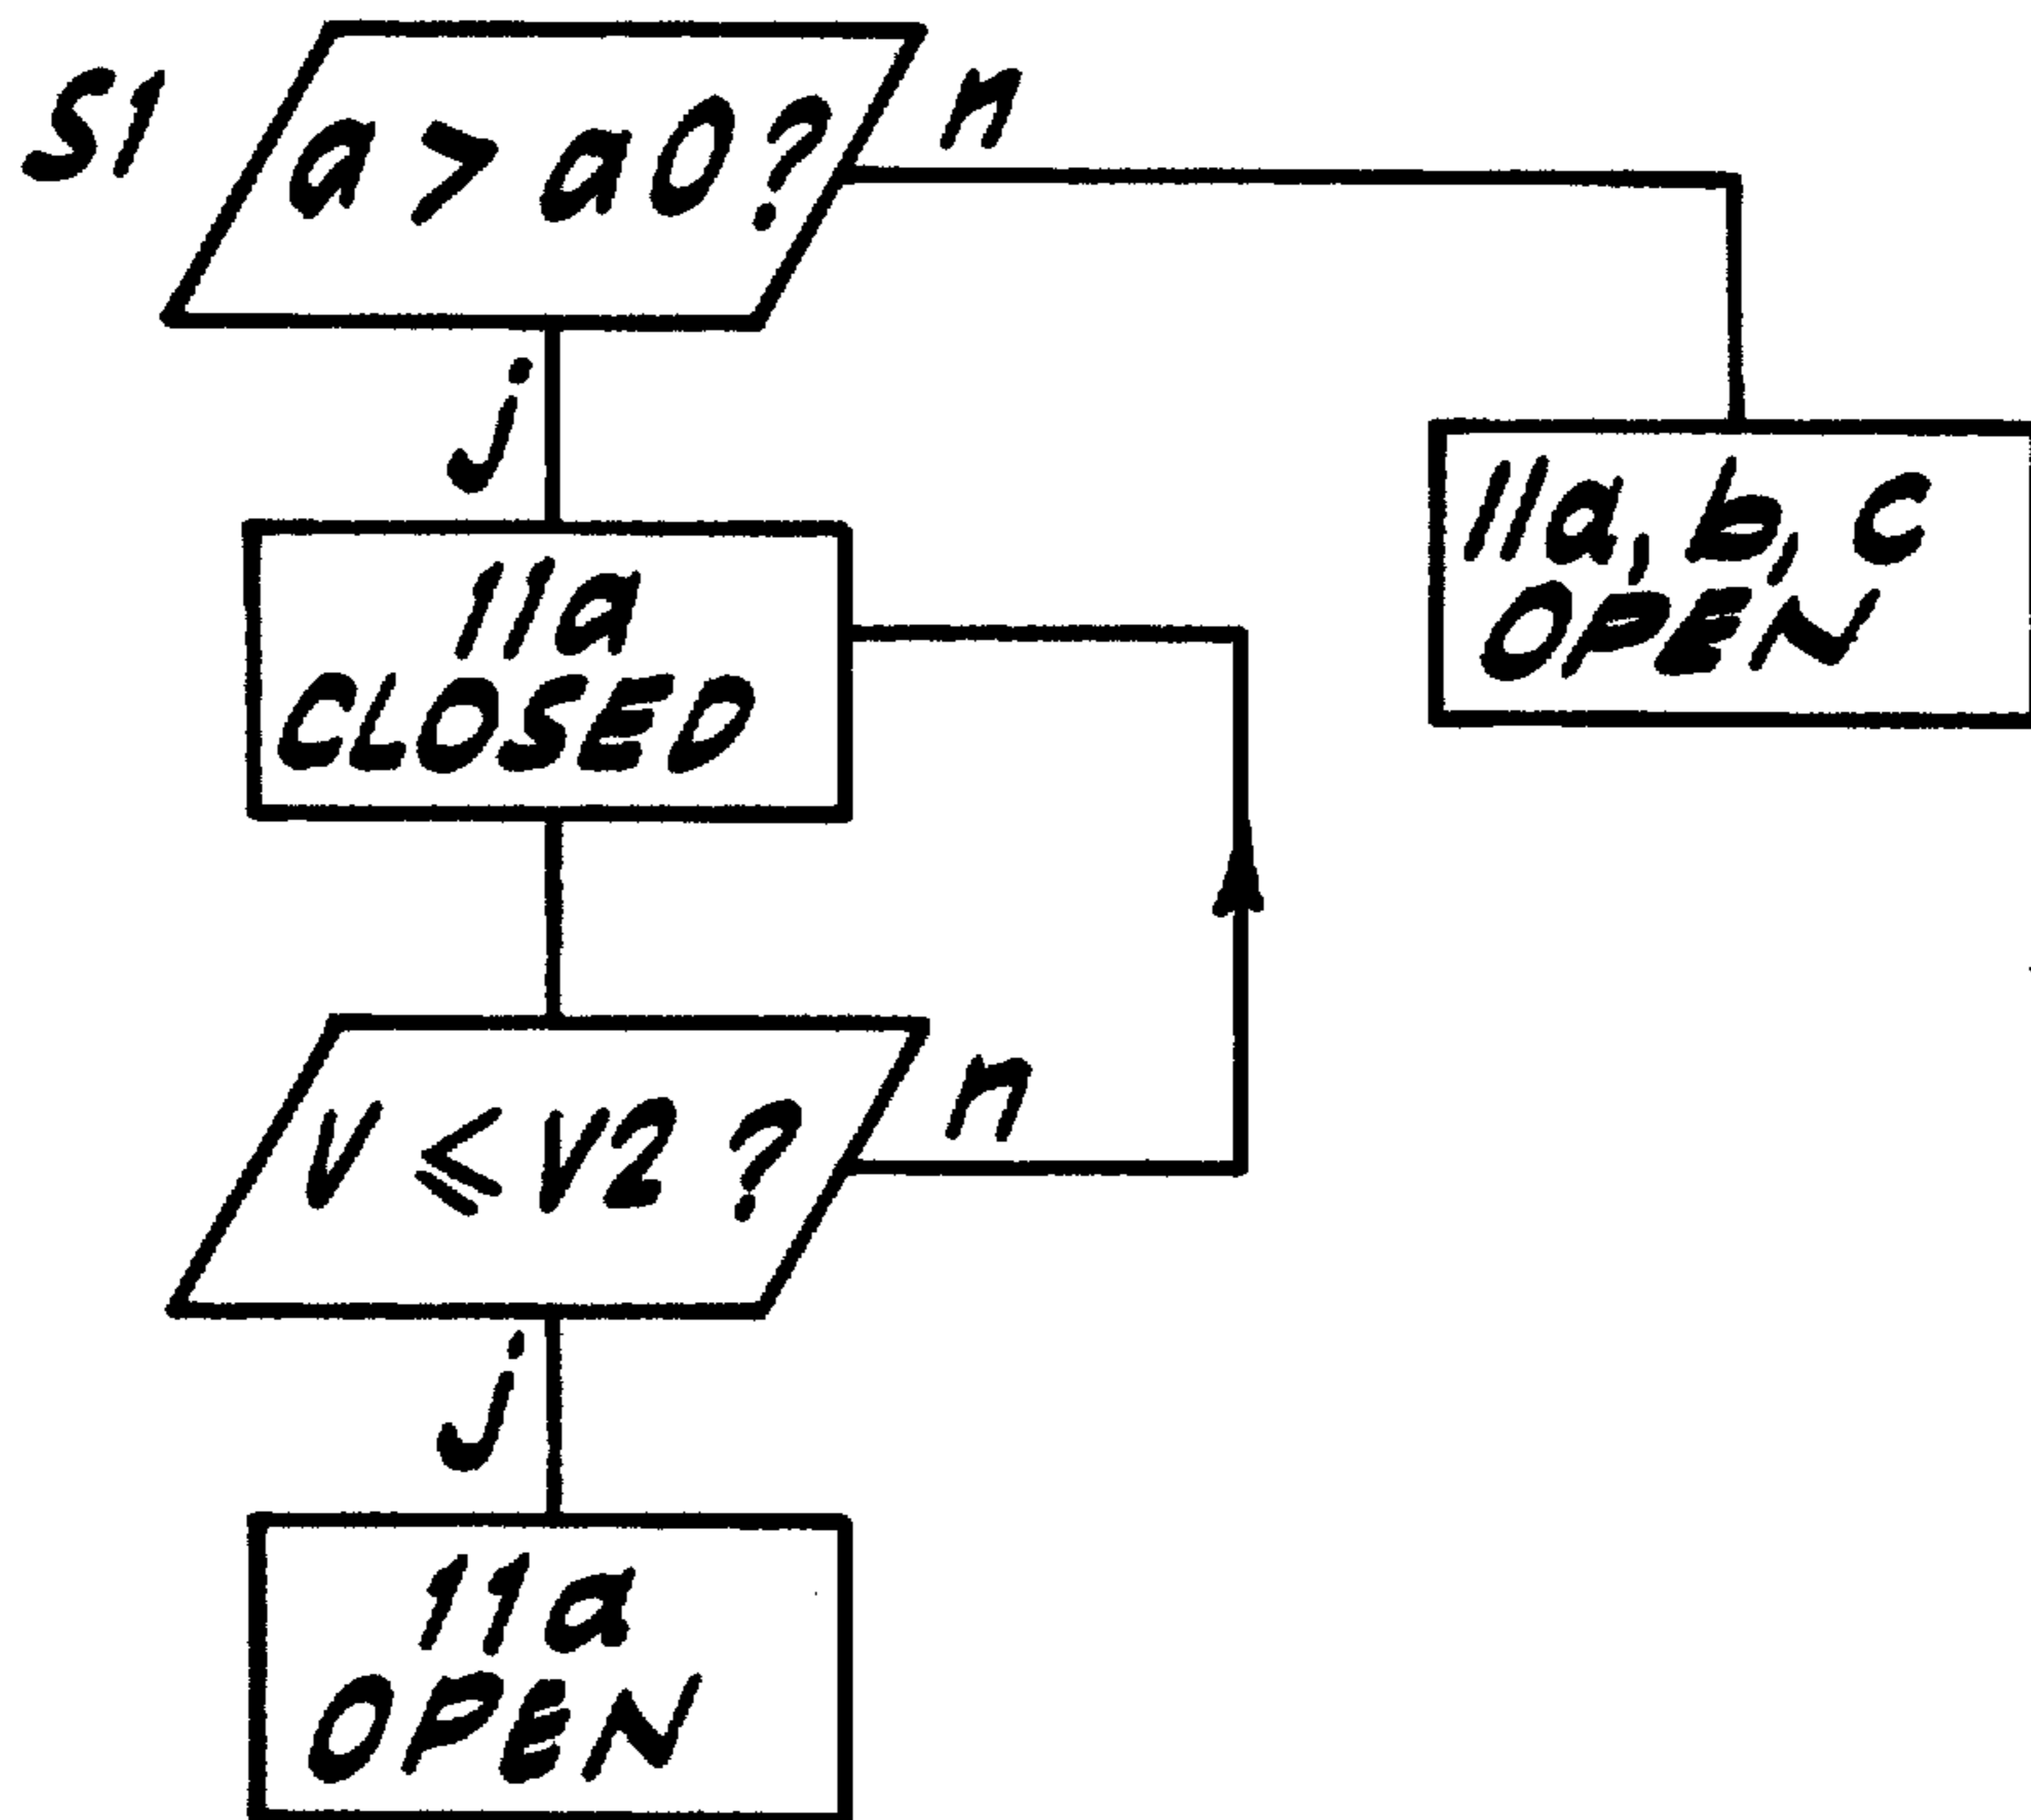 S1
a > a0?
n
j
11a, b, c
OPEN
11a
CLOSED
V ≤ V2 ?
n
j
11a
OPEN